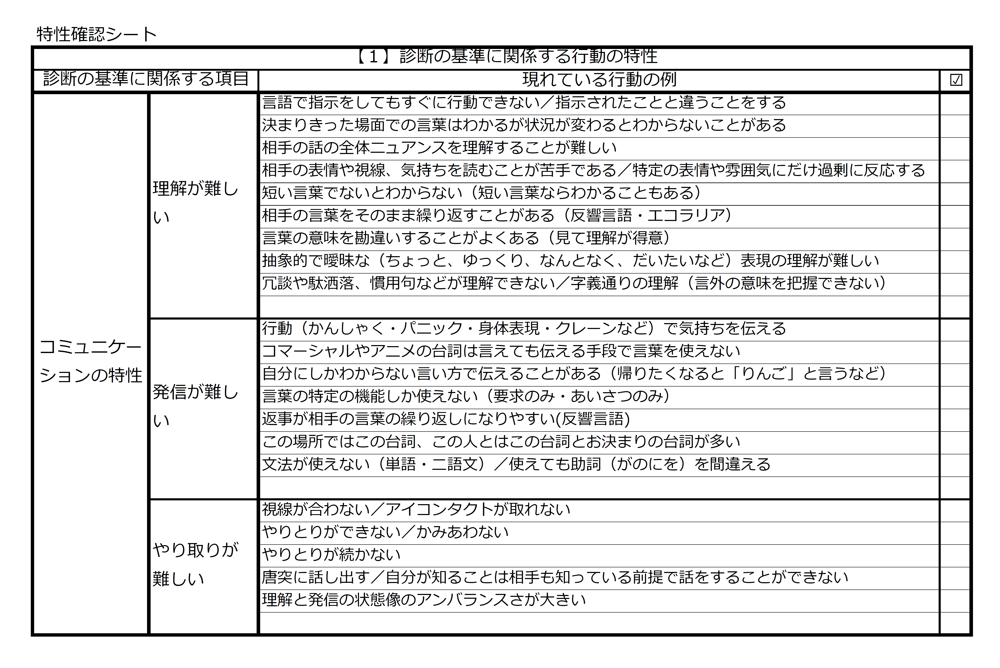 特性確認シート
【１】診断の基準に関係する行動の特性
診断の基準に関係する項目
現れている行動の例
☑
コミュニケー
ションの特性
理解が難し
い
言語で指示をしてもすぐに行動できない／指示されたことと違うことをする
決まりきった場面での言葉はわかるが状況が変わるとわからないことがある
相手の話の全体ニュアンスを理解することが難しい
相手の表情や視線、気持ちを読むことが苦手である／特定の表情や雰囲気にだけ過剰に反応する
短い言葉でないとわからない（短い言葉ならわかることもある）
相手の言葉をそのまま繰り返すことがある（反響言語・エコラリア）
言葉の意味を勘違いすることがよくある（見て理解が得意）
抽象的で曖昧な（ちょっと、ゆっくり、なんとなく、だいたいなど）表現の理解が難しい
冗談や駄洒落、慣用句などが理解できない／字義通りの理解（言外の意味を把握できない）
発信が難し
い
行動（かんしゃく・パニック・身体表現・クレーンなど）で気持ちを伝える
コマーシャルやアニメの台詞は言えても伝える手段で言葉を使えない
自分にしかわからない言い方で伝えることがある（帰りたくなると「りんご」と言うなど）
言葉の特定の機能しか使えない（要求のみ・あいさつのみ）
返事が相手の言葉の繰り返しになりやすい(反響言語)
この場所ではこの台詞、この人とはこの台詞とお決まりの台詞が多い
文法が使えない（単語・二語文）／使えても助詞（がのにを）を間違える
やり取りが
難しい
視線が合わない／アイコンタクトが取れない
やりとりができない／かみあわない
やりとりが続かない
唐突に話し出す／自分が知ることは相手も知っている前提で話をすることができない
理解と発信の状態像のアンバランスさが大きい